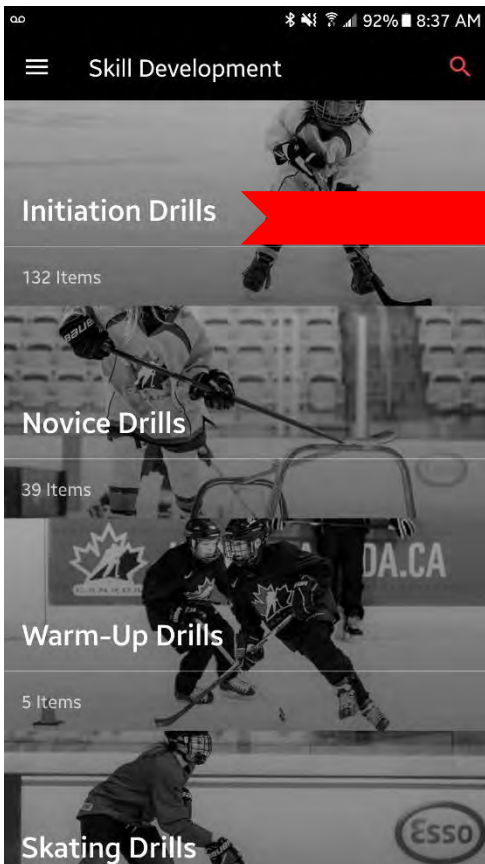 92% 8:37 AM
Skill Development
Initiation Drills
132 Items
BAUER
Novice Drills
39 Items
DA.CA
CANADA
Warm-Up Drills
5 Items
Esso
Skating Drills